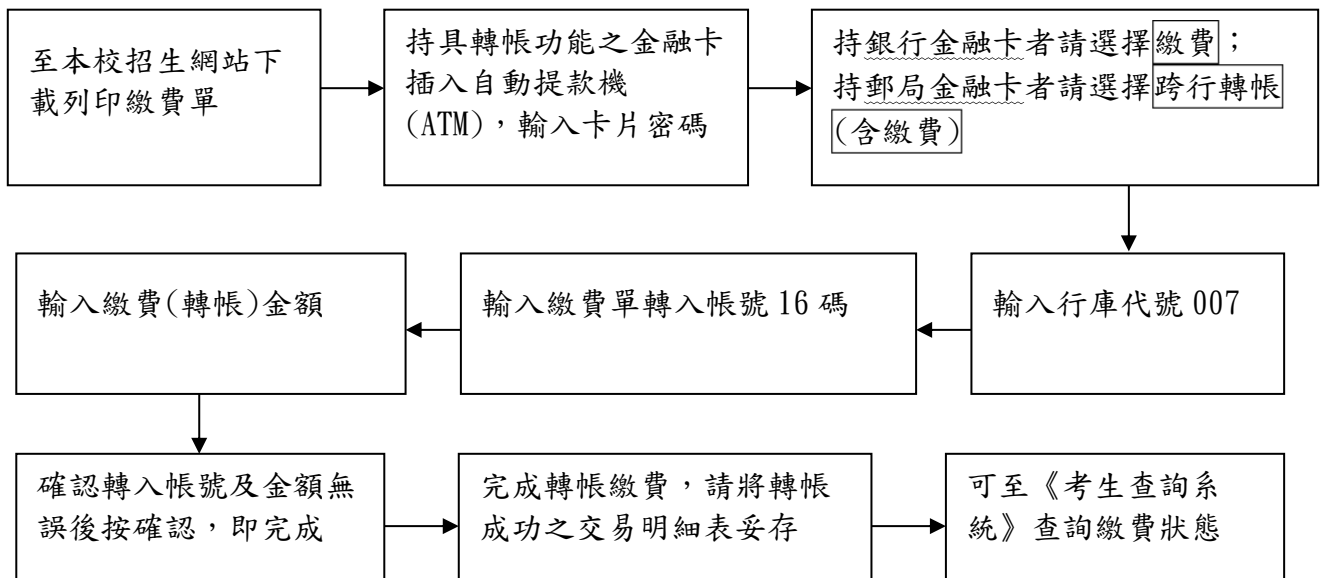 至本校招生網站下
載列印繳費單
持具轉帳功能之金融卡
插入自動提款機
(ATM)，輸入卡片密碼
持銀行金融卡者請選擇繳費；
持郵局金融卡者請選擇跨行轉帳
(含繳費)
輸入行庫代號 007
輸入繳費單轉入帳號 16 碼
輸入繳費(轉帳)金額
確認轉入帳號及金額無
誤後按確認，即完成
完成轉帳繳費，請將轉帳
成功之交易明細表妥存
可至《考生查詢系
統》查詢繳費狀態